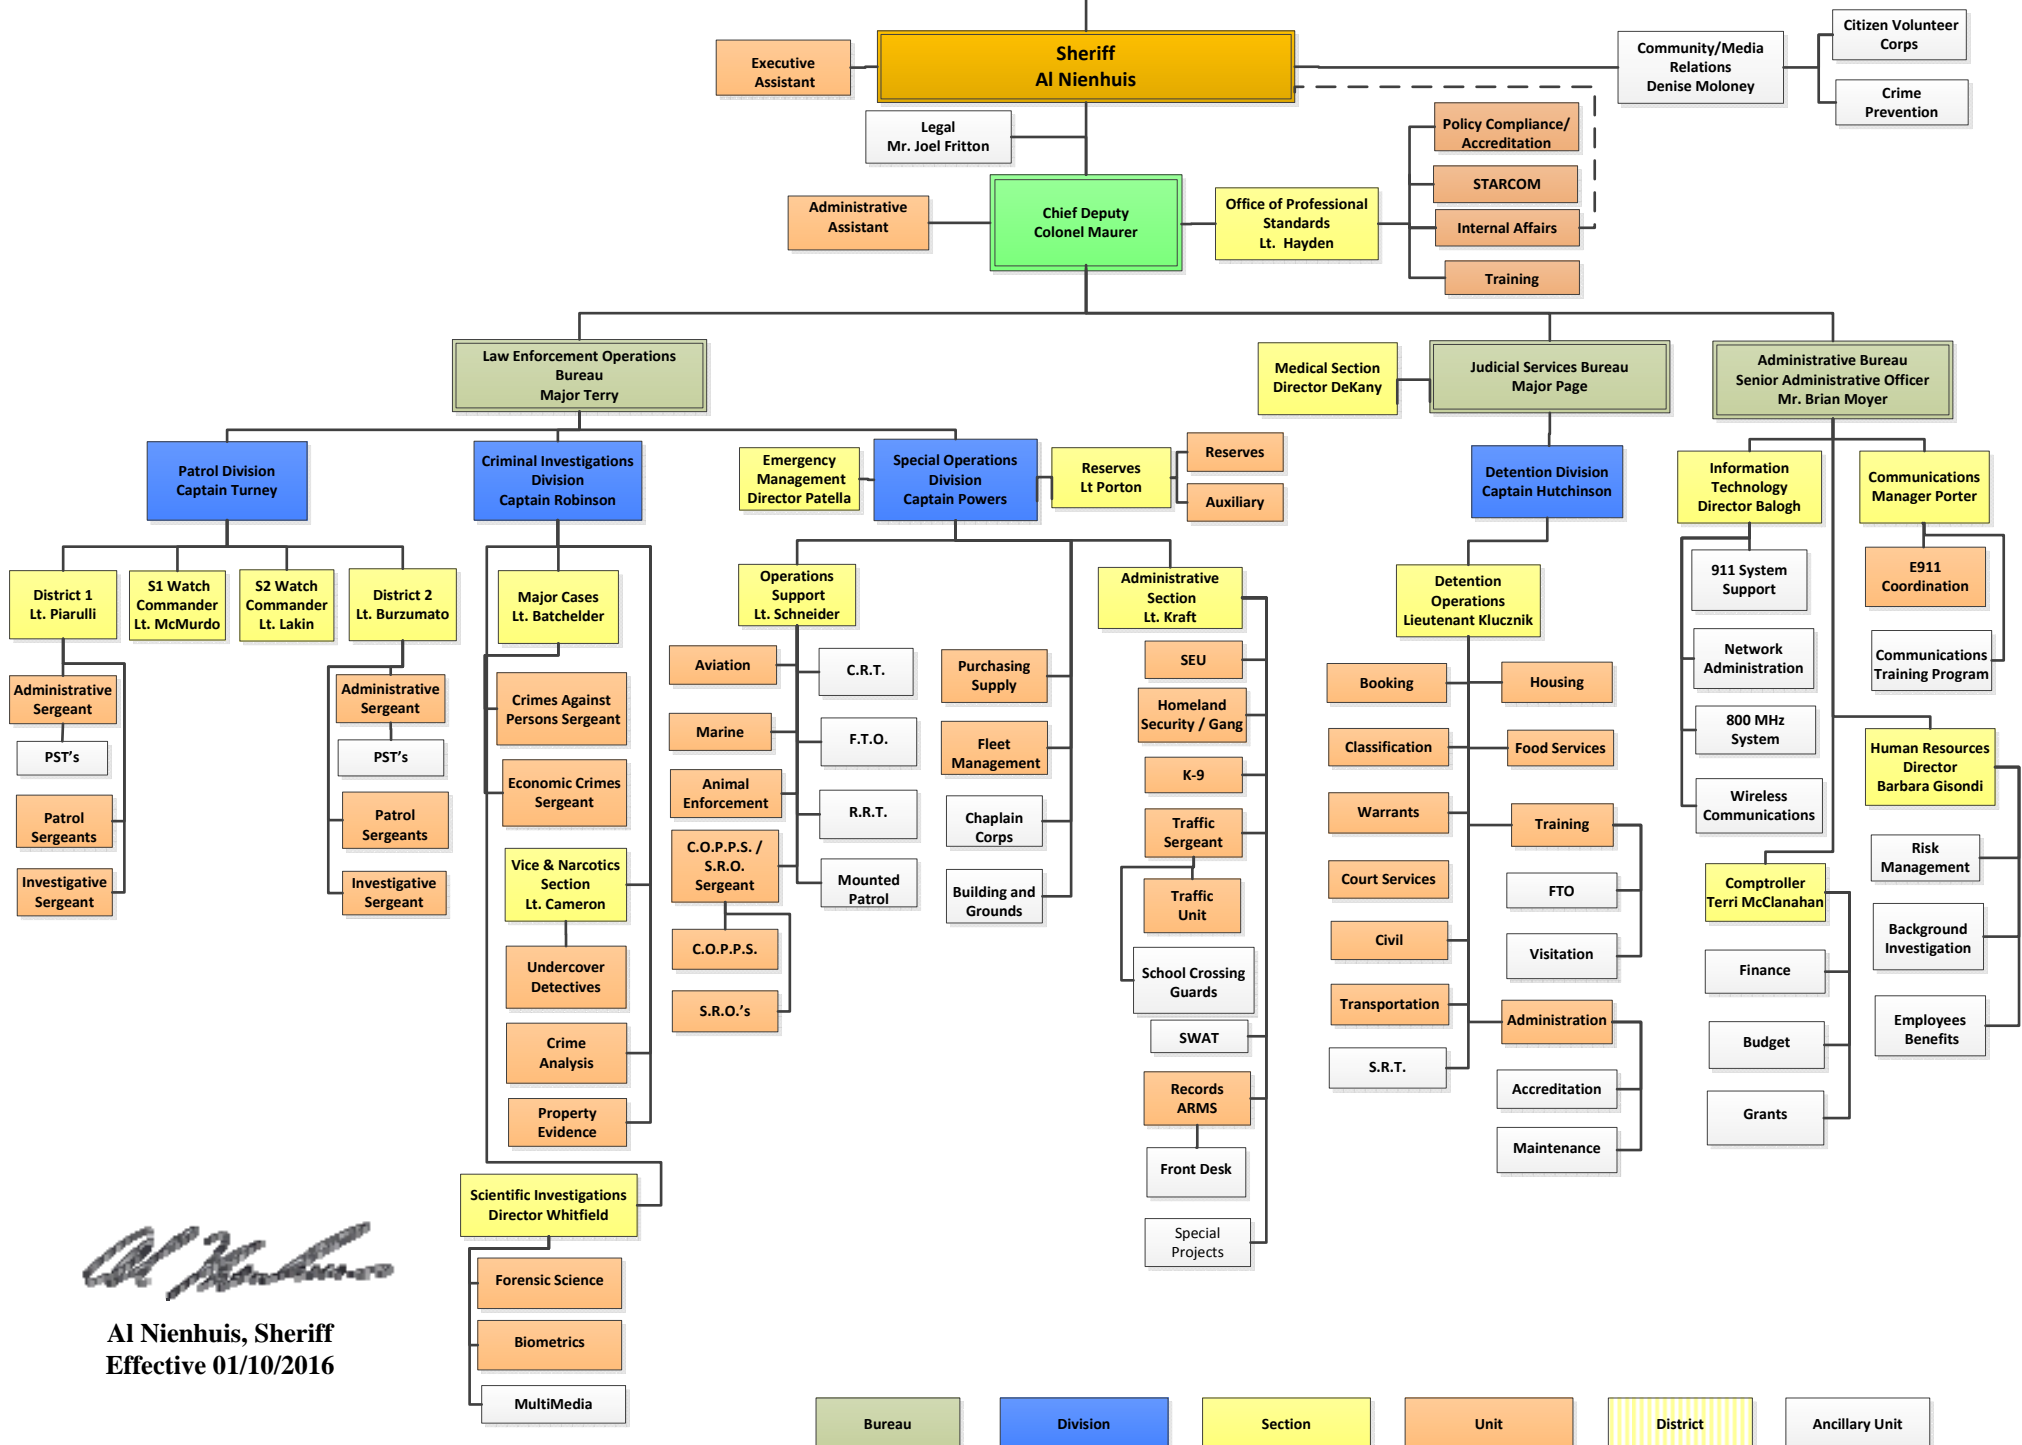 Sheriff
Al Nienhuis
Executive
Assistant
Community/Media
Relations
Denise Moloney
Citizen Volunteer
Corps
Crime
Prevention
Legal
Mr. Joel Fritton
Policy Compliance/
Accreditation
STARCOM
Internal Affairs
Training
Administrative
Assistant
Chief Deputy
Colonel Maurer
Office of Professional
Standards
Lt. Hayden
Law Enforcement Operations
Bureau
Major Terry
Medical Section
Director DeKany
Judicial Services Bureau
Major Page
Administrative Bureau
Senior Administrative Officer
Mr. Brian Moyer
Patrol Division
Captain Turney
Criminal Investigations
Division
Captain Robinson
Emergency
Management
Director Patella
Special Operations
Division
Captain Powers
Reserves
Lt Porton
Reserves
Auxiliary
Detention Division
Captain Hutchinson
Information
Technology
Director Balogh
Communications
Manager Porter
District 1
Lt. Piarulli
S1 Watch
Commander
Lt. McMurdo
S2 Watch
Commander
Lt. Lakin
District 2
Lt. Burzumato
Administrative
Sergeant
PST's
Patrol
Sergeants
Investigative
Sergeant
Administrative
Sergeant
PST's
Patrol
Sergeants
Investigative
Sergeant
Major Cases
Lt. Batchelder
Crimes Against
Persons Sergeant
Economic Crimes
Sergeant
Vice & Narcotics
Section
Lt. Cameron
Undercover
Detectives
Crime
Analysis
Property
Evidence
Scientific Investigations
Director Whitfield
Forensic Science
Biometrics
MultiMedia
Operations
Support
Lt. Schneider
Aviation
C.R.T.
Marine
F.T.O.
Animal
Enforcement
R.R.T.
C.O.P.P.S. /
S.R.O.
Sergeant
Mounted
Patrol
C.O.P.P.S.
S.R.O.'s
Purchasing
Supply
Fleet
Management
Chaplain
Corps
Building and
Grounds
Administrative
Section
Lt. Kraft
SEU
Homeland
Security / Gang
K-9
Traffic
Sergeant
Traffic
Unit
School Crossing
Guards
SWAT
Records
ARMS
Front Desk
Special
Projects
Detention
Operations
Lieutenant Klucznik
Booking
Housing
Classification
Food Services
Warrants
Training
Court Services
FTO
Civil
Visitation
Transportation
Administration
S.R.T.
Accreditation
Maintenance
911 System
Support
Network
Administration
800 MHz
System
Wireless
Communications
E911
Coordination
Communications
Training Program
Human Resources
Director
Barbara Gisondi
Risk
Management
Background
Investigation
Employees
Benefits
Comptroller
Terri McClanahan
Finance
Budget
Grants
Al Nienhuis
Al Nienhuis, Sheriff
Effective 01/10/2016
Bureau
Division
Section
Unit
District
Ancillary Unit